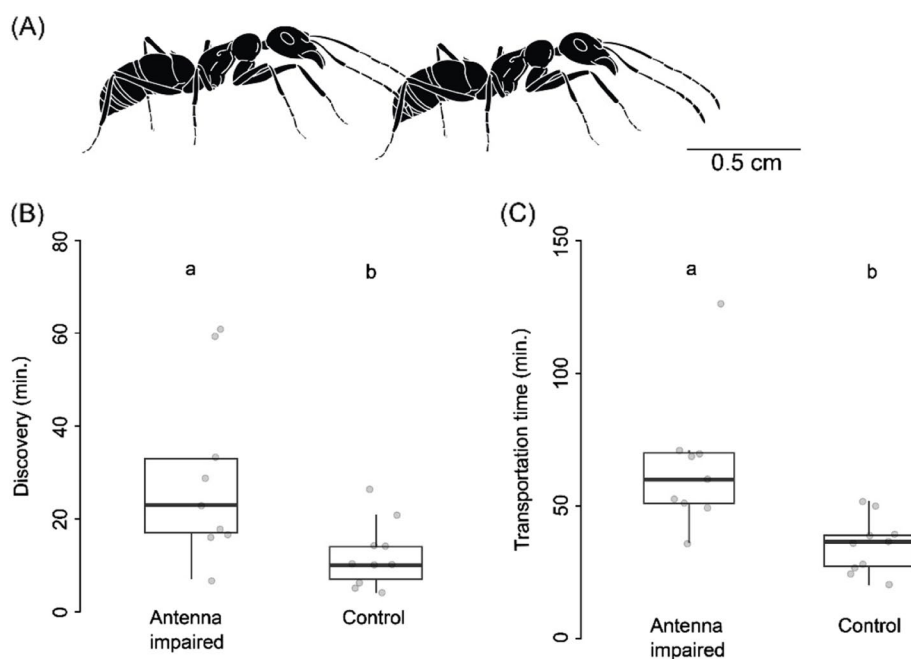 (A)
0.5 cm
(B)
Discovery (min.)
80
60
40
20
0
a
b
Antenna
impaired
Control
(C)
Transportation time (min.)
150
100
50
0
a
b
Antenna
impaired
Control